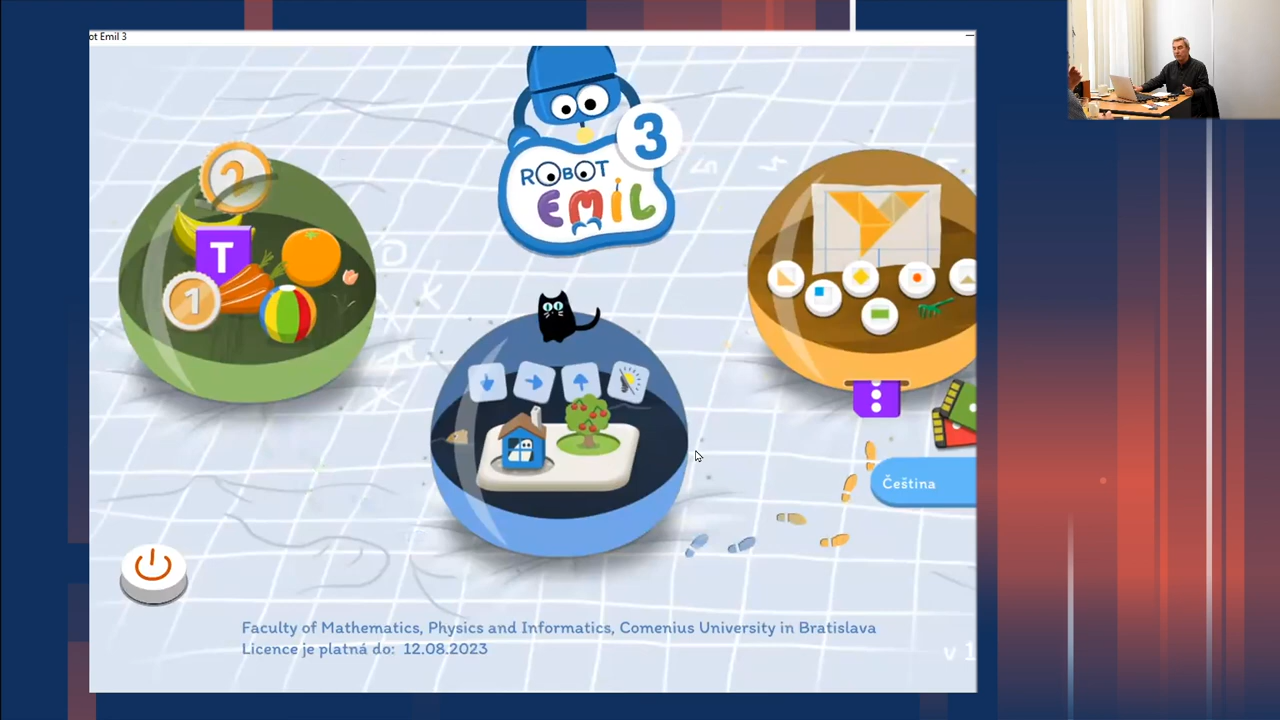 ot Emil 3
3
ROBOT
EMIL
2
T
1
Čeština
Faculty of Mathematics, Physics and Informatics, Comenius University in Bratislava
Licence je platná do: 12.08.2023
v 1